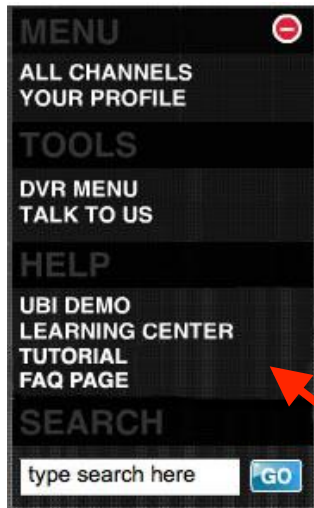 MENU
ALL CHANNELS
YOUR PROFILE
TOOLS
DVR MENU
TALK TO US
HELP
UBI DEMO
LEARNING CENTER
TUTORIAL
FAQ PAGE
SEARCH
type search here GO